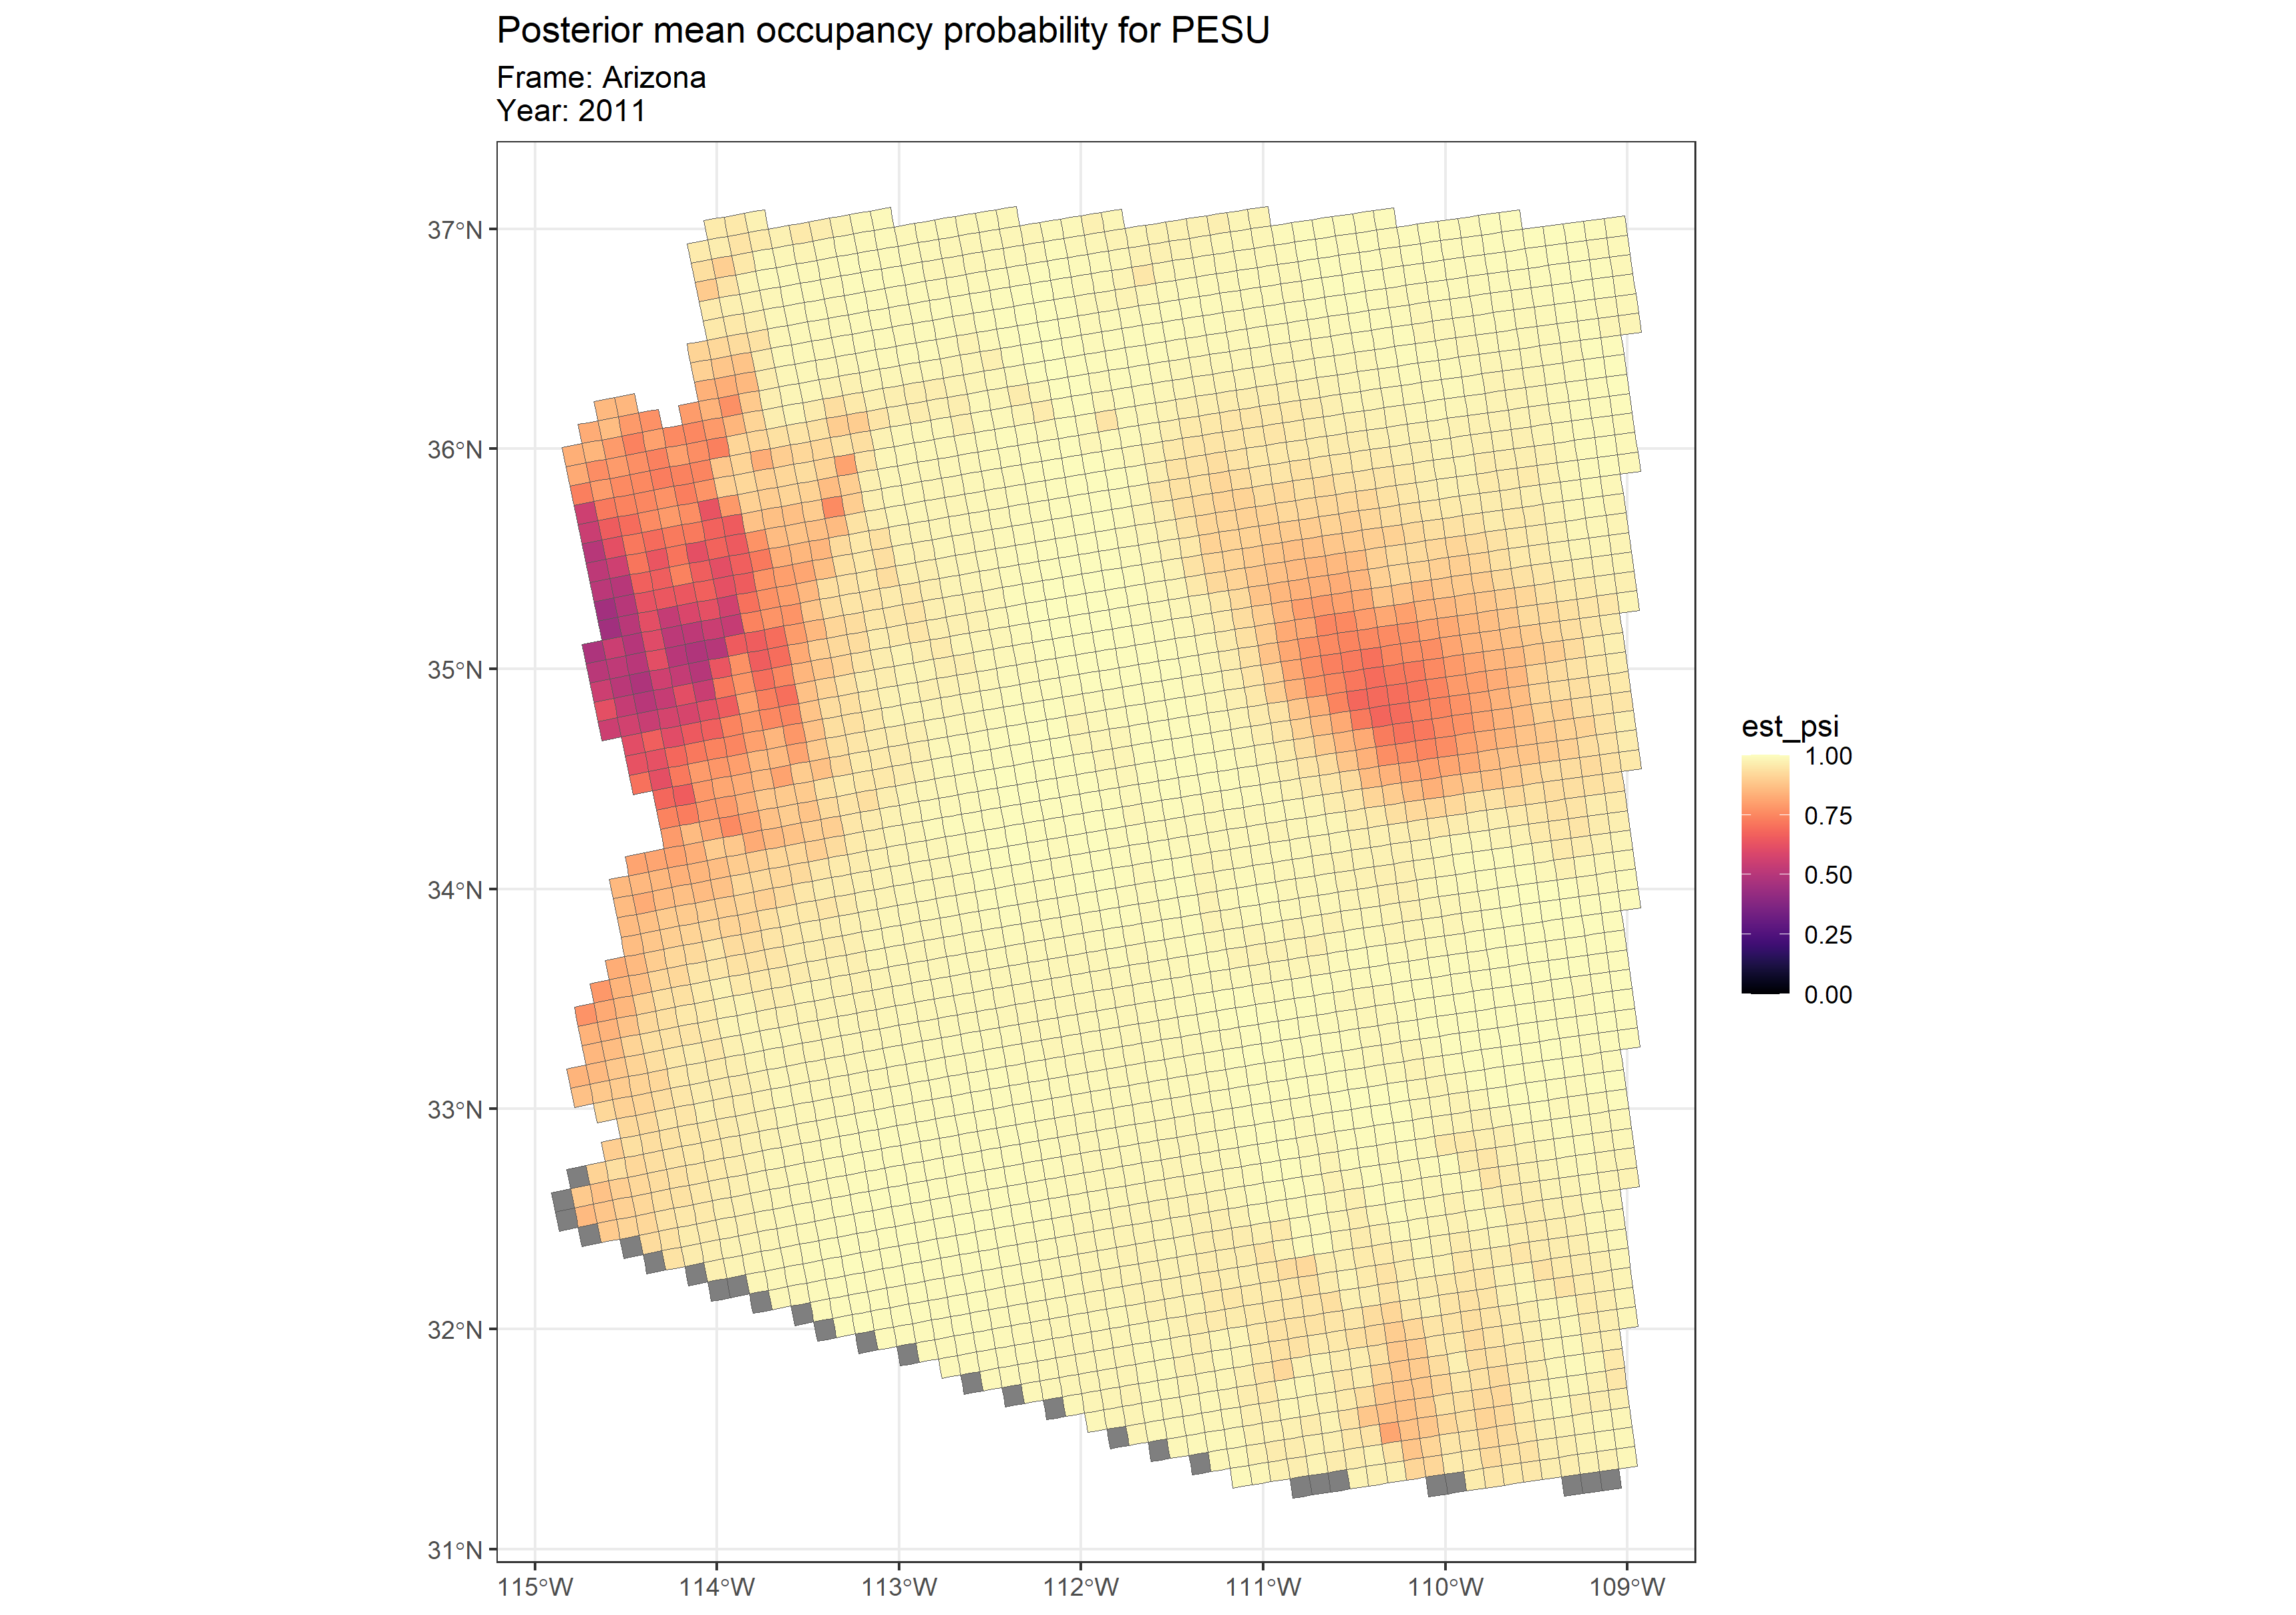 Posterior mean occupancy probability for PESU
Frame: Arizona
Year: 2011
37°N
36°N
35°N
34°N
33°N
32°N
31°N
115°W
114°W
113°W
112°W
111°W
110°W
109°W
est_psi
1.00
0.75
0.50
0.25
0.00